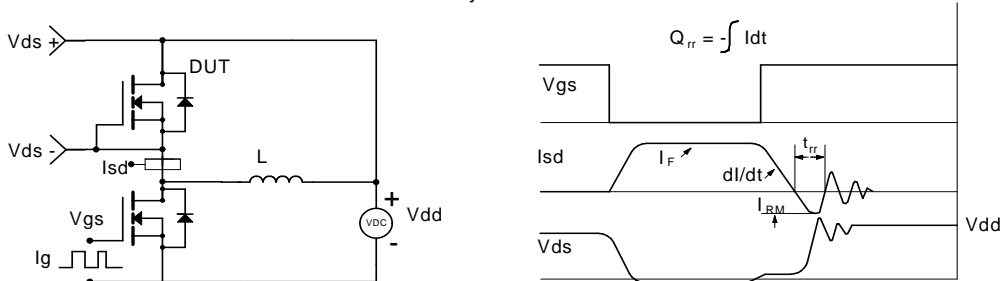 Vds +
DUT
Vds -
Isd
L
Vgs
Ig
+
VDC
-
Vdd
Q rr = - ∫ Idt
Vgs
Isd
I F
dI/dt
t rr
I RM
Vds
Vdd